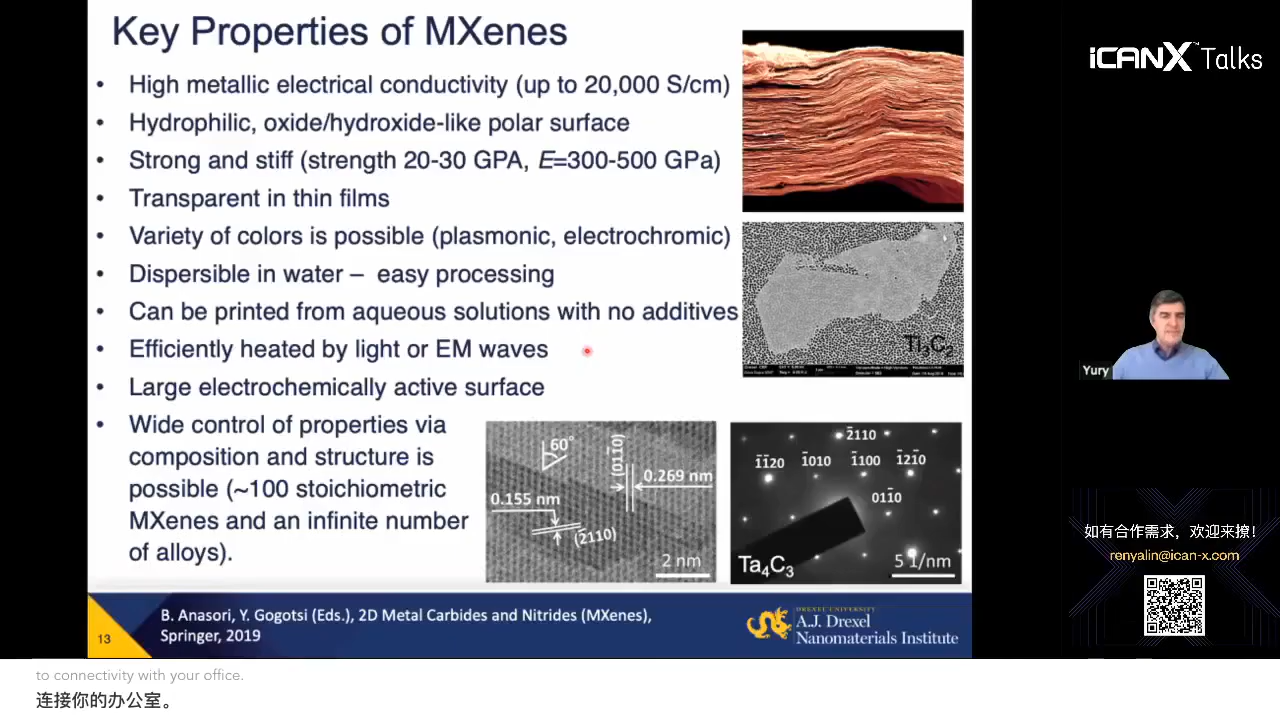 Key Properties of MXenes
• High metallic electrical conductivity (up to 20,000 S/cm)
• Hydrophilic, oxide/hydroxide-like polar surface
• Strong and stiff (strength 20-30 GPA, E=300-500 GPa)
• Transparent in thin films
• Variety of colors is possible (plasmonic, electrochromic)
• Dispersible in water – easy processing
• Can be printed from aqueous solutions with no additives
• Efficiently heated by light or EM waves
• Large electrochemically active surface
• Wide control of properties via
composition and structure is
possible (~100 stoichiometric
MXenes and an infinite number
of alloys).
Ti₃C₂
60°
(011̄0)
0.269 nm
0.155 nm
(2̄110)
2 nm
2̄110
1̄1̄20
1̄010
1̄100
1̄21̄0
011̄0
Ta₄C₃
5 1/nm
13
B. Anasori, Y. Gogotsi (Eds.), 2D Metal Carbides and Nitrides (MXenes),
Springer, 2019
DREXEL UNIVERSITY
A.J. Drexel
Nanomaterials Institute
iCANX™ Talks
Yury
如有合作需求，欢迎来撩！
renyalin@ican-x.com
to connectivity with your office.
连接你的办公室。